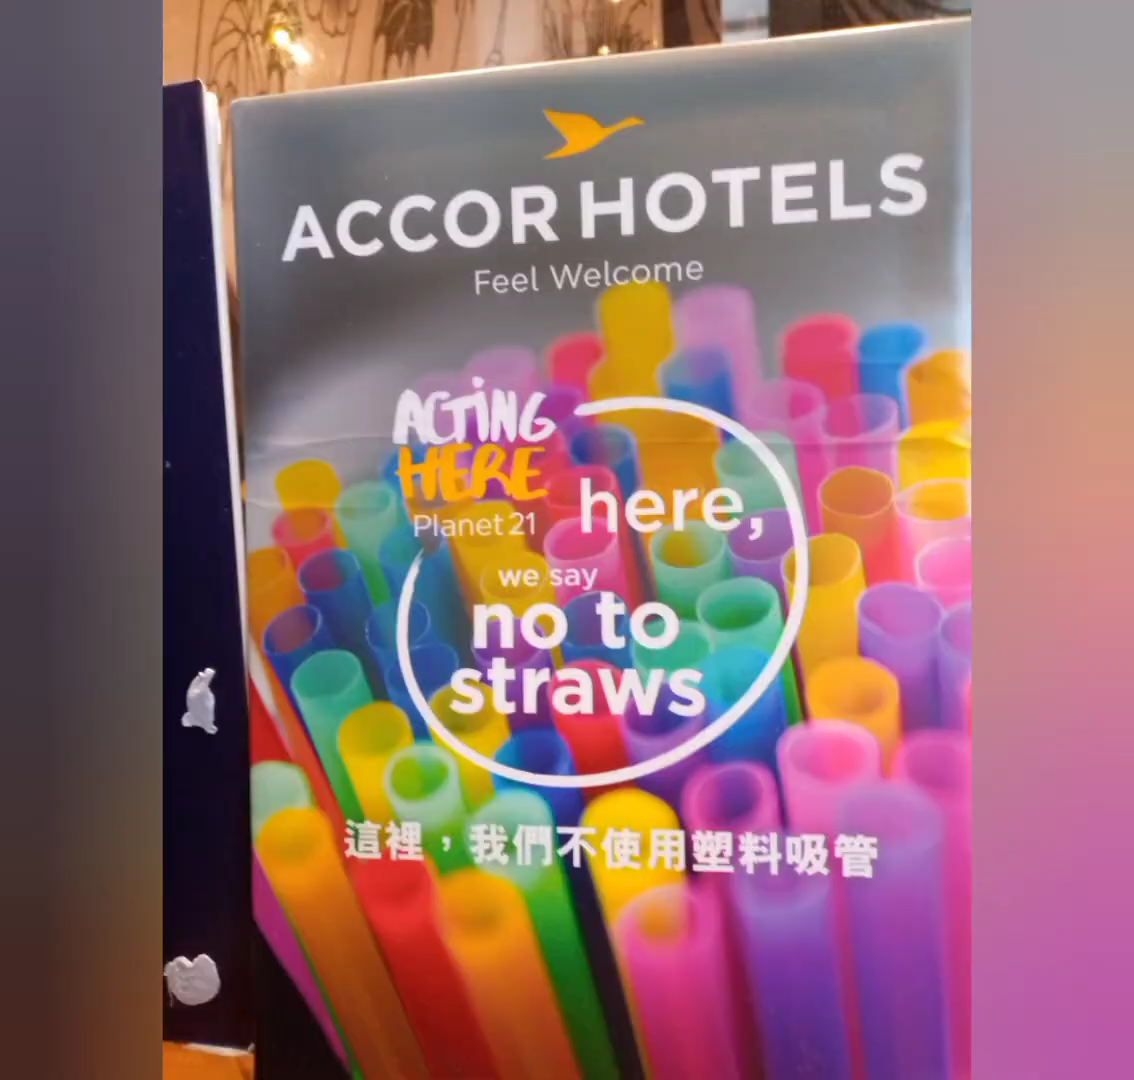 ACCOR HOTELS
Feel Welcome
ACTING
HERE
Planet 21
here,
we say
no to
straws
這裡，我們不使用塑料吸管